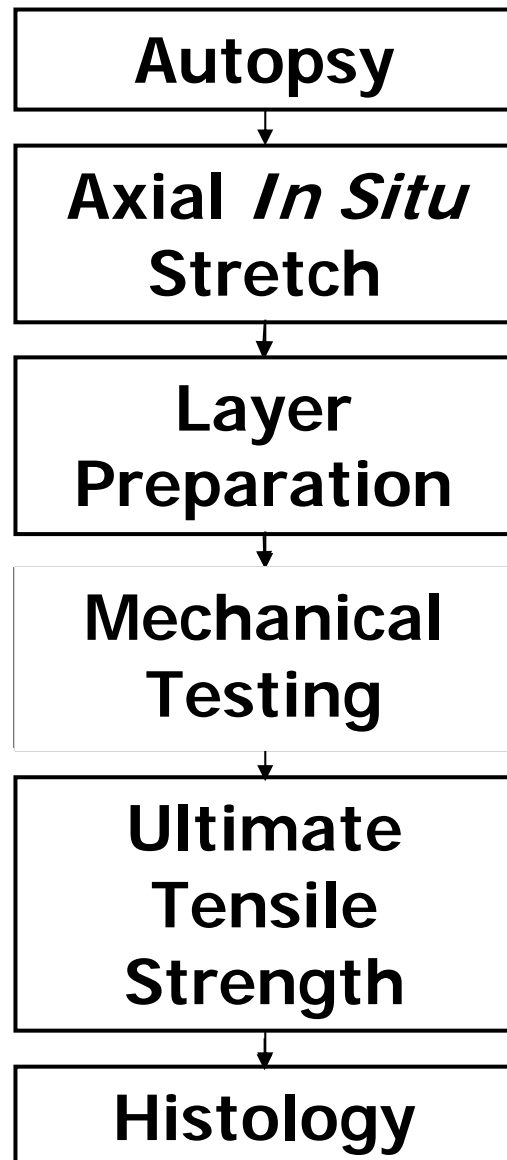 Autopsy
Axial In Situ
Stretch
Layer
Preparation
Mechanical
Testing
Ultimate
Tensile
Strength
Histology